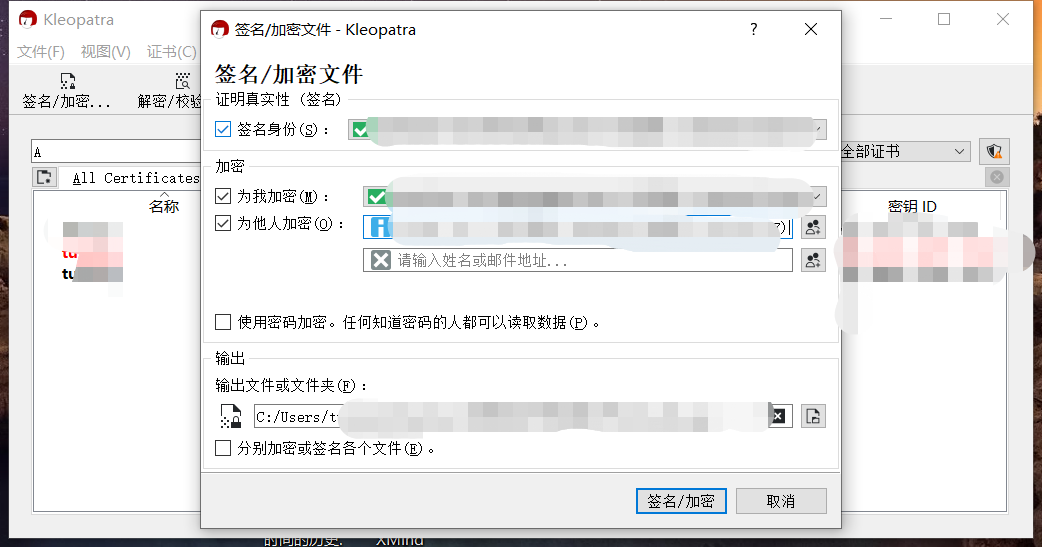 Kleopatra
文件(F) 视图(V) 证书(C)
签名/加密... 解密/校验
A
全部证书
All Certificates
名称
密钥 ID
tu
tu
签名/加密文件 - Kleopatra
?
签名/加密文件
证明真实性 (签名)
签名身份(S)：
加密
为我加密(M)：
为他人加密(O)：
请输入姓名或邮件地址...
使用密码加密。任何知道密码的人都可以读取数据(P)。
输出
输出文件或文件夹(F)：
C:/Users/t
分别加密或签名各个文件(E)。
签名/加密
取消
时间的历史. XMind